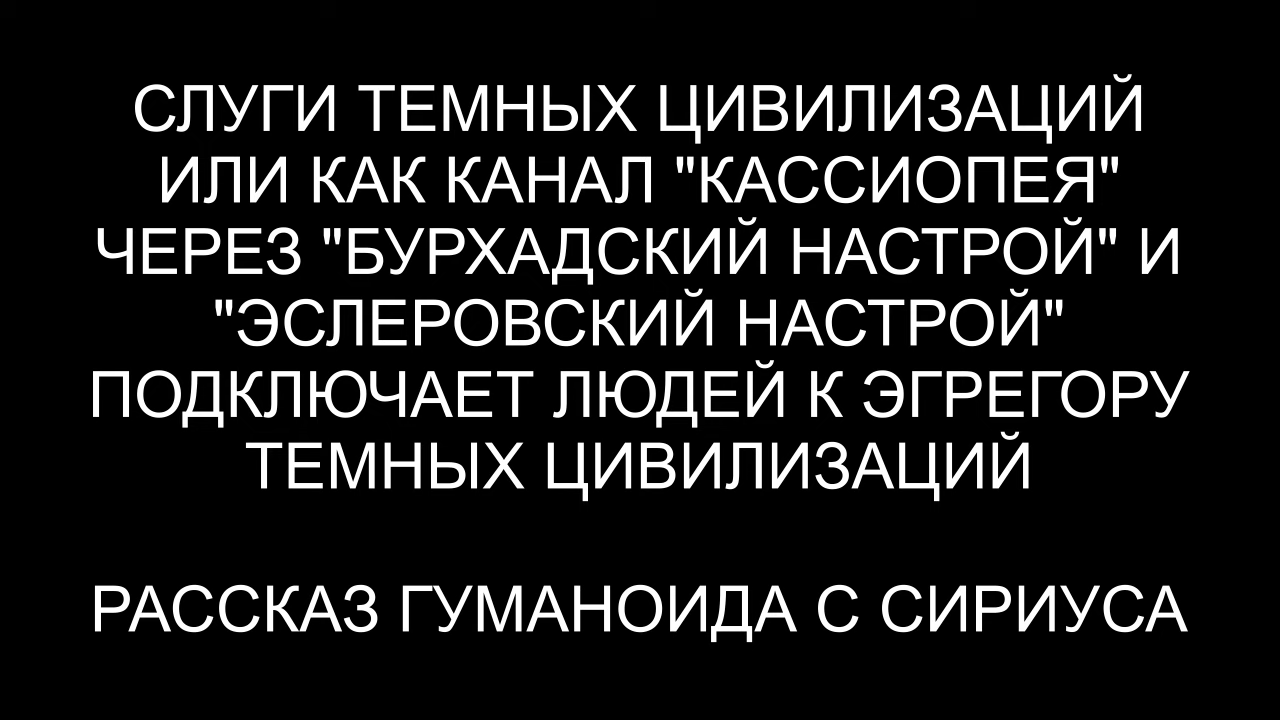 СЛУГИ ТЕМНЫХ ЦИВИЛИЗАЦИЙ
ИЛИ КАК КАНАЛ "КАССИОПЕЯ"
ЧЕРЕЗ "БУРХАДСКИЙ НАСТРОЙ" И
"ЭСЛЕРОВСКИЙ НАСТРОЙ"
ПОДКЛЮЧАЕТ ЛЮДЕЙ К ЭГРЕГОРУ
ТЕМНЫХ ЦИВИЛИЗАЦИЙ
РАССКАЗ ГУМАНОИДА С СИРИУСА